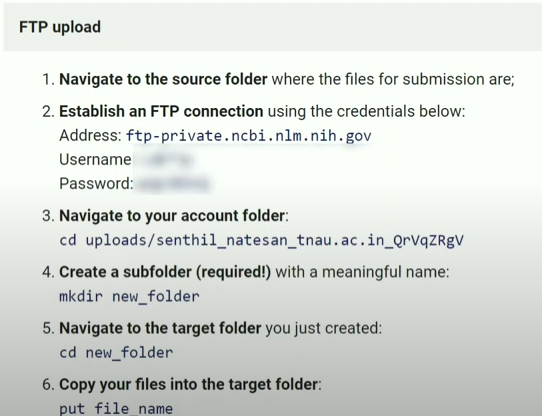 FTP upload
1. Navigate to the source folder where the files for submission are;
2. Establish an FTP connection using the credentials below:
Address: ftp-private.ncbi.nlm.nih.gov
Username
Password:
3. Navigate to your account folder:
cd uploads/senthil_natesan_tnau.ac.in_QrVqZRgV
4. Create a subfolder (required!) with a meaningful name:
mkdir new_folder
5. Navigate to the target folder you just created:
cd new_folder
6. Copy your files into the target folder:
put file_name